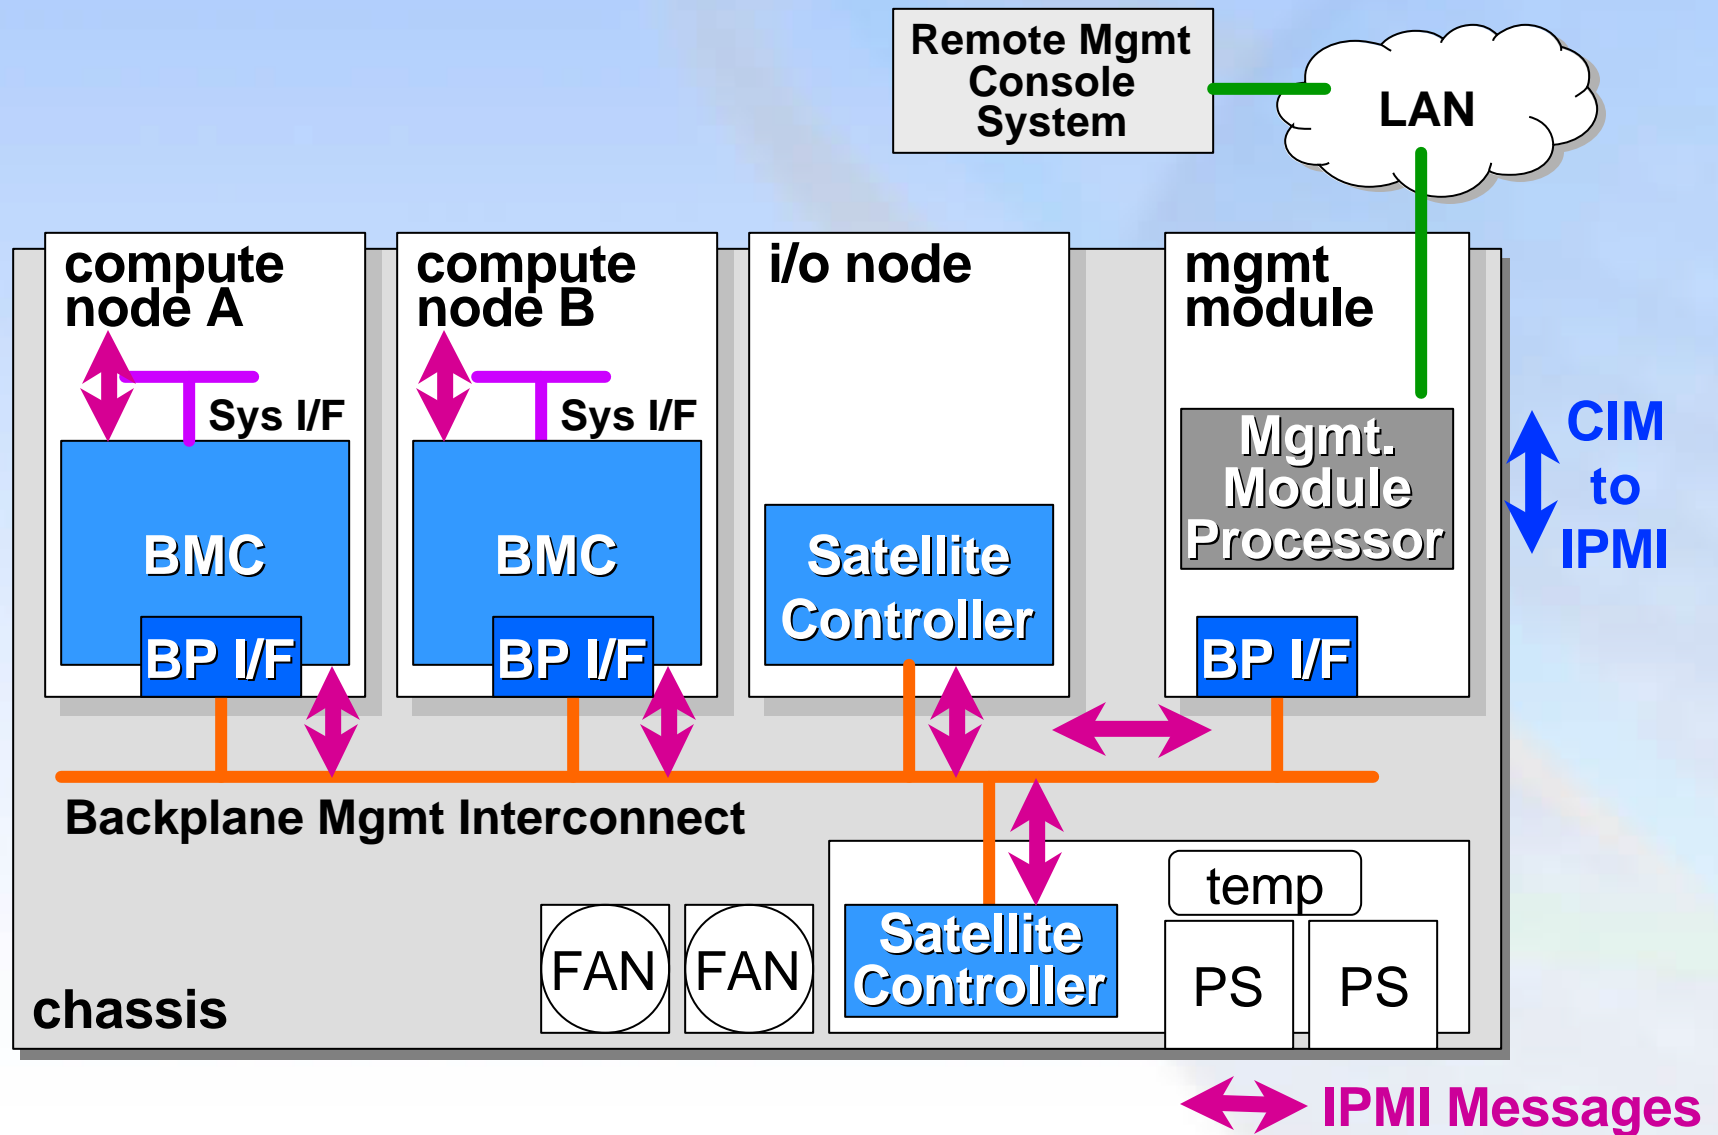 Remote Mgmt
Console
System
LAN
compute
node A
compute
node B
i/o node
mgmt
module
Sys I/F
Sys I/F
BMC
BMC
Satellite
Controller
Mgmt.
Module
Processor
CIM
to
IPMI
BP I/F
BP I/F
BP I/F
Backplane Mgmt Interconnect
temp
FAN
FAN
Satellite
Controller
PS
PS
chassis
IPMI Messages